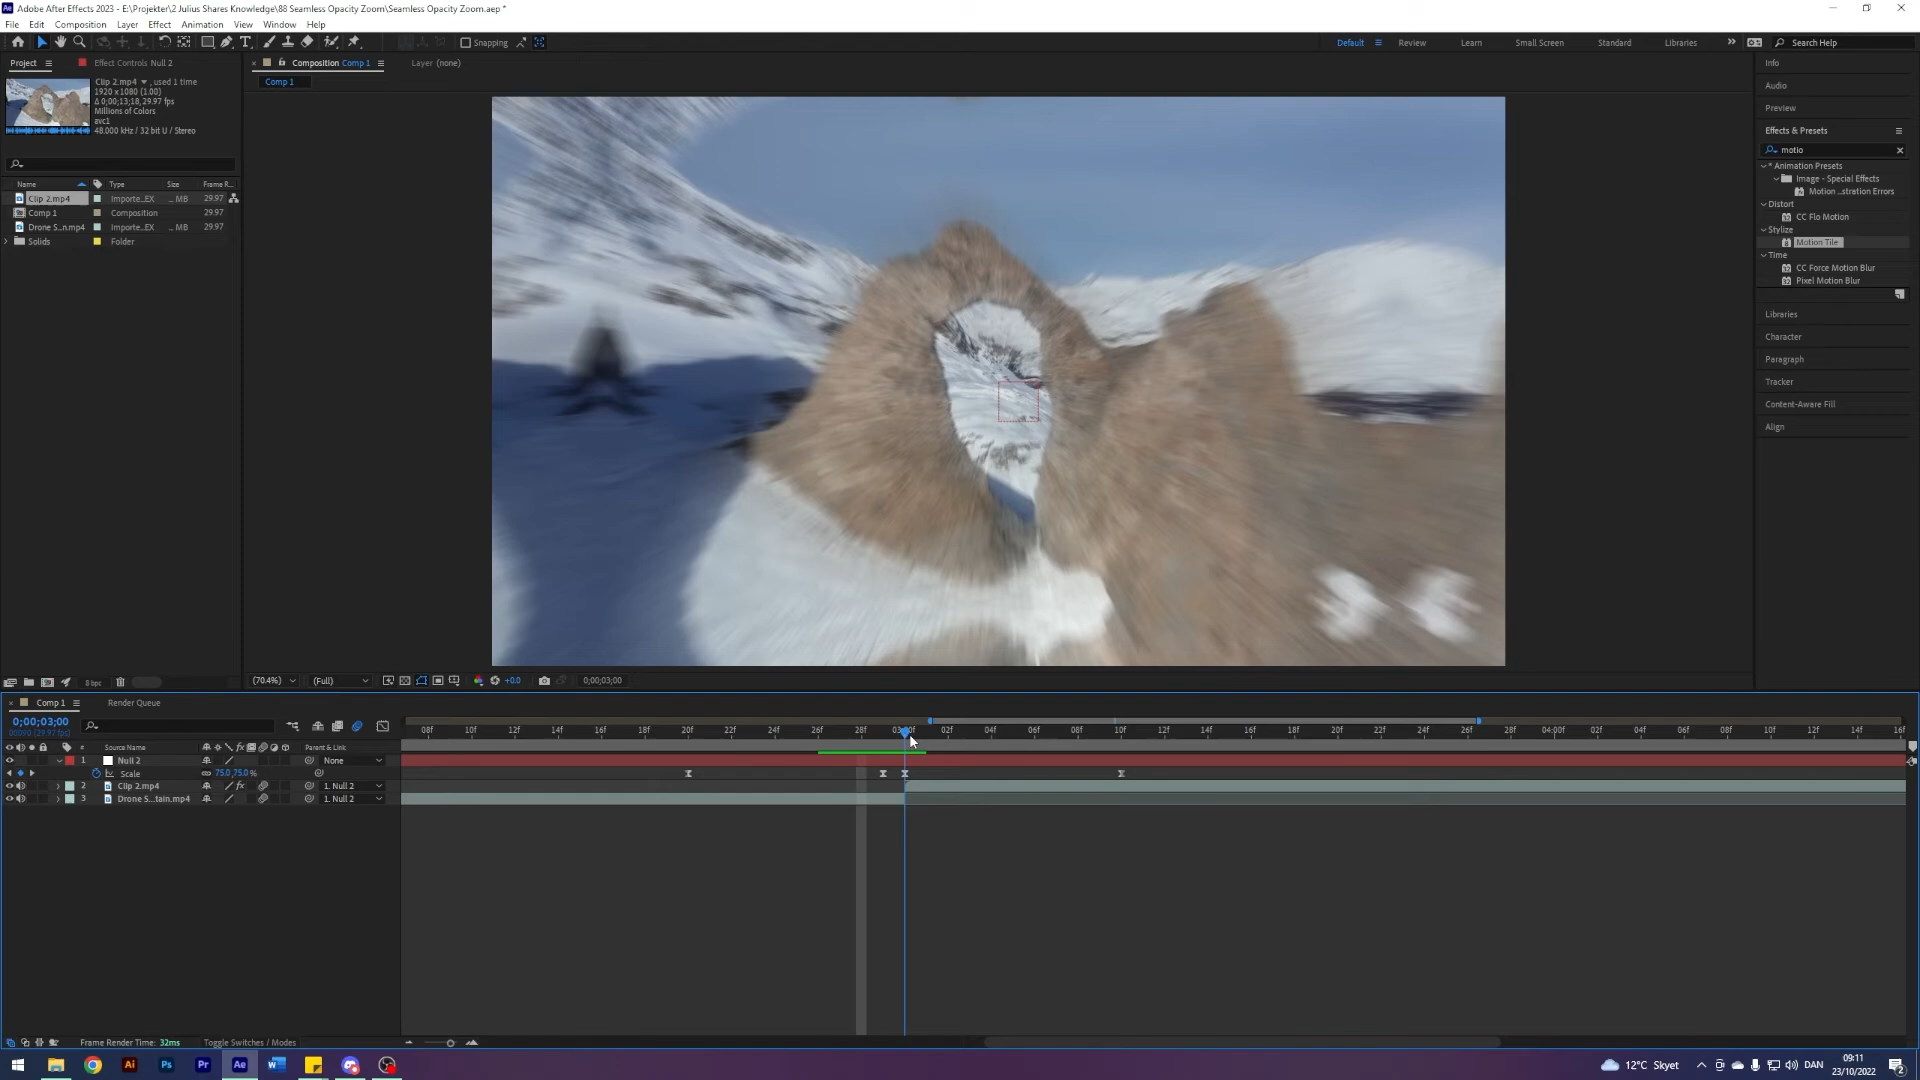 Adobe After Effects 2023 - E:\Projekter\2 Julius Shares Knowledge\88 Seamless Opacity Zoom\Seamless Opacity Zoom.aep *
File Edit Composition Layer Effect Animation View Window Help
Snapping
Default Review Learn Small Screen Standard Libraries Search Help
Project Effect Controls Null 2
Composition Comp 1 Layer (none)
Comp 1
Clip 2.mp4 , used 1 time
1920 x 1080 (1.00)
Δ 0;00;13;18, 29.97 fps
Millions of Colors
avc1
48.000 kHz / 32 bit U / Stereo
Name Type Size Frame R...
Clip 2.mp4 Importe...EX ... MB 29.97
Comp 1 Composition 29.97
Drone S...n.mp4 Importe...EX ... MB 29.97
Solids Folder
8 bpc
(70.4%) (Full) +0.0 0;00;03;00
Info
Audio
Preview
Effects & Presets
motio
* Animation Presets
Image - Special Effects
Motion ...stration Errors
Distort
CC Flo Motion
Stylize
Motion Tile
Time
CC Force Motion Blur
Pixel Motion Blur
Libraries
Character
Paragraph
Tracker
Content-Aware Fill
Align
Comp 1 Render Queue
0;00;03;00
00090 (29.97 fps)
08f 10f 12f 14f 16f 18f 20f 22f 24f 26f 28f 02f 04f 06f 08f 10f 12f 14f 16f 18f 20f 22f 24f 26f 28f 04:00f 02f 04f 06f 08f 10f 12f 14f 16f
# Source Name Parent & Link
1 Null 2 None
Scale 75.0,75.0%
2 Clip 2.mp4 1. Null 2
3 Drone S...tain.mp4 1. Null 2
Frame Render Time: 32ms Toggle Switches / Modes
12°C Skyet DAN 09:11
23/10/2022
2